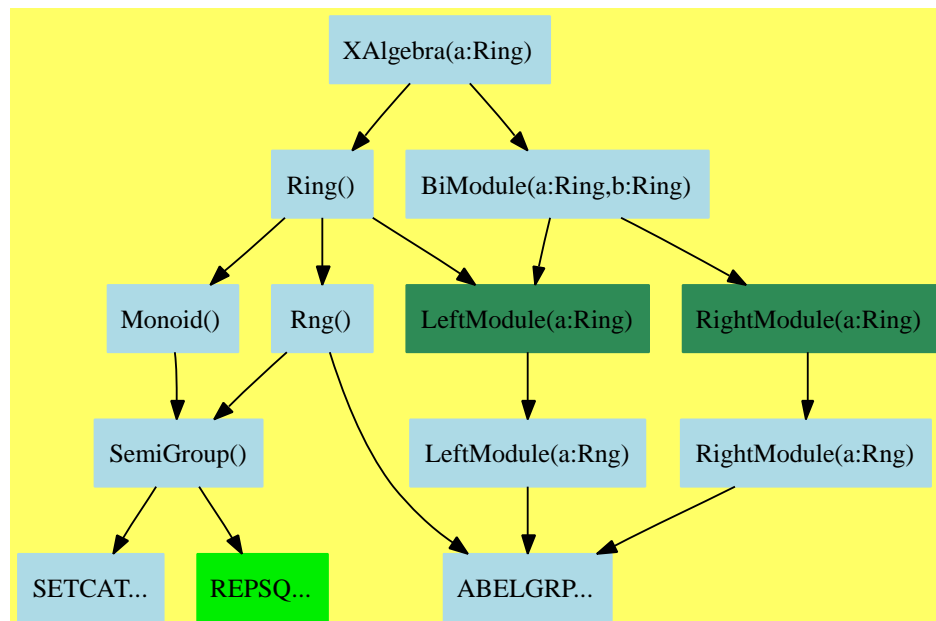 XAlgebra(a:Ring)
Ring()
BiModule(a:Ring,b:Ring)
Monoid()
Rng()
LeftModule(a:Ring)
RightModule(a:Ring)
SemiGroup()
LeftModule(a:Rng)
RightModule(a:Rng)
SETCAT...
REPSQ...
ABELGRP...